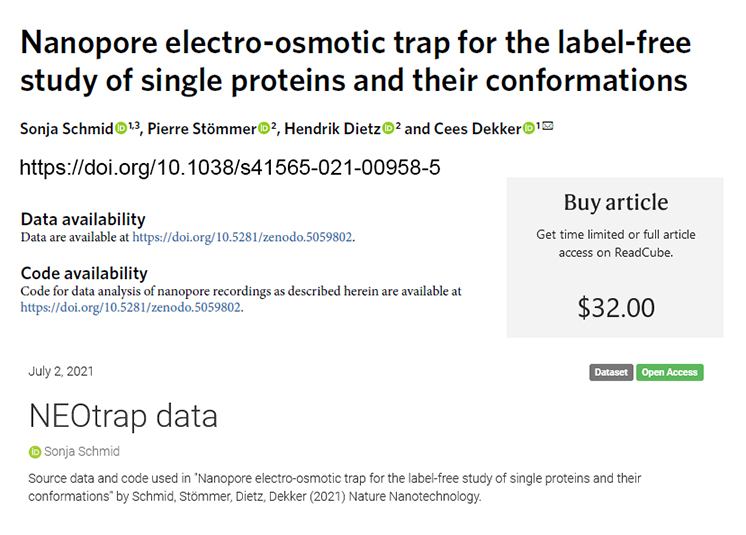 Nanopore electro-osmotic trap for the label-free
study of single proteins and their conformations
Sonja Schmid iD 1,3, Pierre Stömmer iD 2, Hendrik Dietz iD 2 and Cees Dekker iD 1 ✉
https://doi.org/10.1038/s41565-021-00958-5
Data availability
Data are available at https://doi.org/10.5281/zenodo.5059802.
Code availability
Code for data analysis of nanopore recordings as described herein are available at
https://doi.org/10.5281/zenodo.5059802.
Buy article
Get time limited or full article
access on ReadCube.
$32.00
July 2, 2021
Dataset Open Access
NEOtrap data
iD Sonja Schmid
Source data and code used in "Nanopore electro-osmotic trap for the label-free study of single proteins and their
conformations" by Schmid, Stömmer, Dietz, Dekker (2021) Nature Nanotechnology.